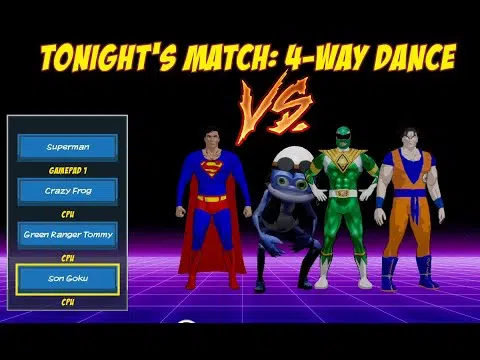 TONIGHT'S MATCH: 4-WAY DANCE
VS.
Superman
GAMEPAD 1
Crazy Frog
CPU
Green Ranger Tommy
CPU
Son Goku
CPU